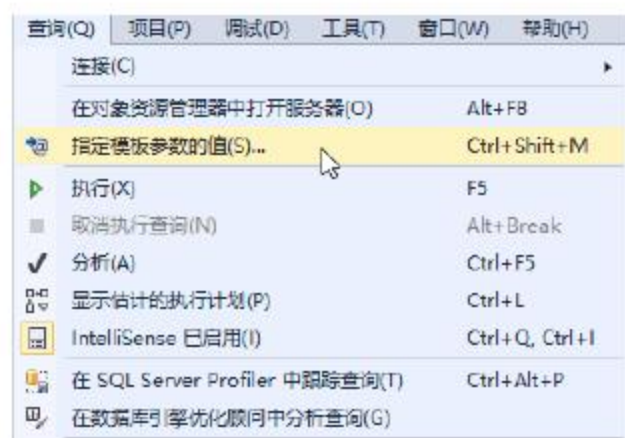 查询(Q) 项目(P) 调试(D) 工具(T) 窗口(W) 帮助(H)
连接(C)
在对象资源管理器中打开服务器(O) Alt+F8
指定模板参数的值(S)... Ctrl+Shift+M
执行(X) F5
取消执行查询(N) Alt+Break
分析(A) Ctrl+F5
显示估计的执行计划(P) Ctrl+L
IntelliSense 已启用(I) Ctrl+Q, Ctrl+I
在 SQL Server Profiler 中跟踪查询(T) Ctrl+Alt+P
在数据库引擎优化顾问中分析查询(G)